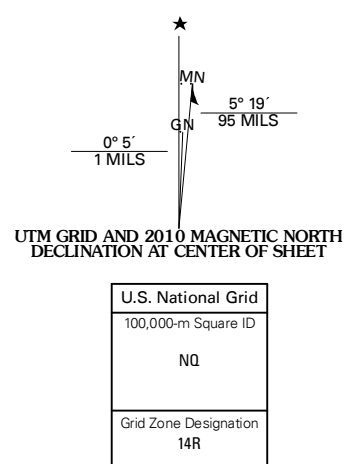 ★
MN
GN
5° 19´
95 MILS
0° 5´
1 MILS
UTM GRID AND 2010 MAGNETIC NORTH
DECLINATION AT CENTER OF SHEET
U.S. National Grid
100,000-m Square ID
NQ
Grid Zone Designation
14R